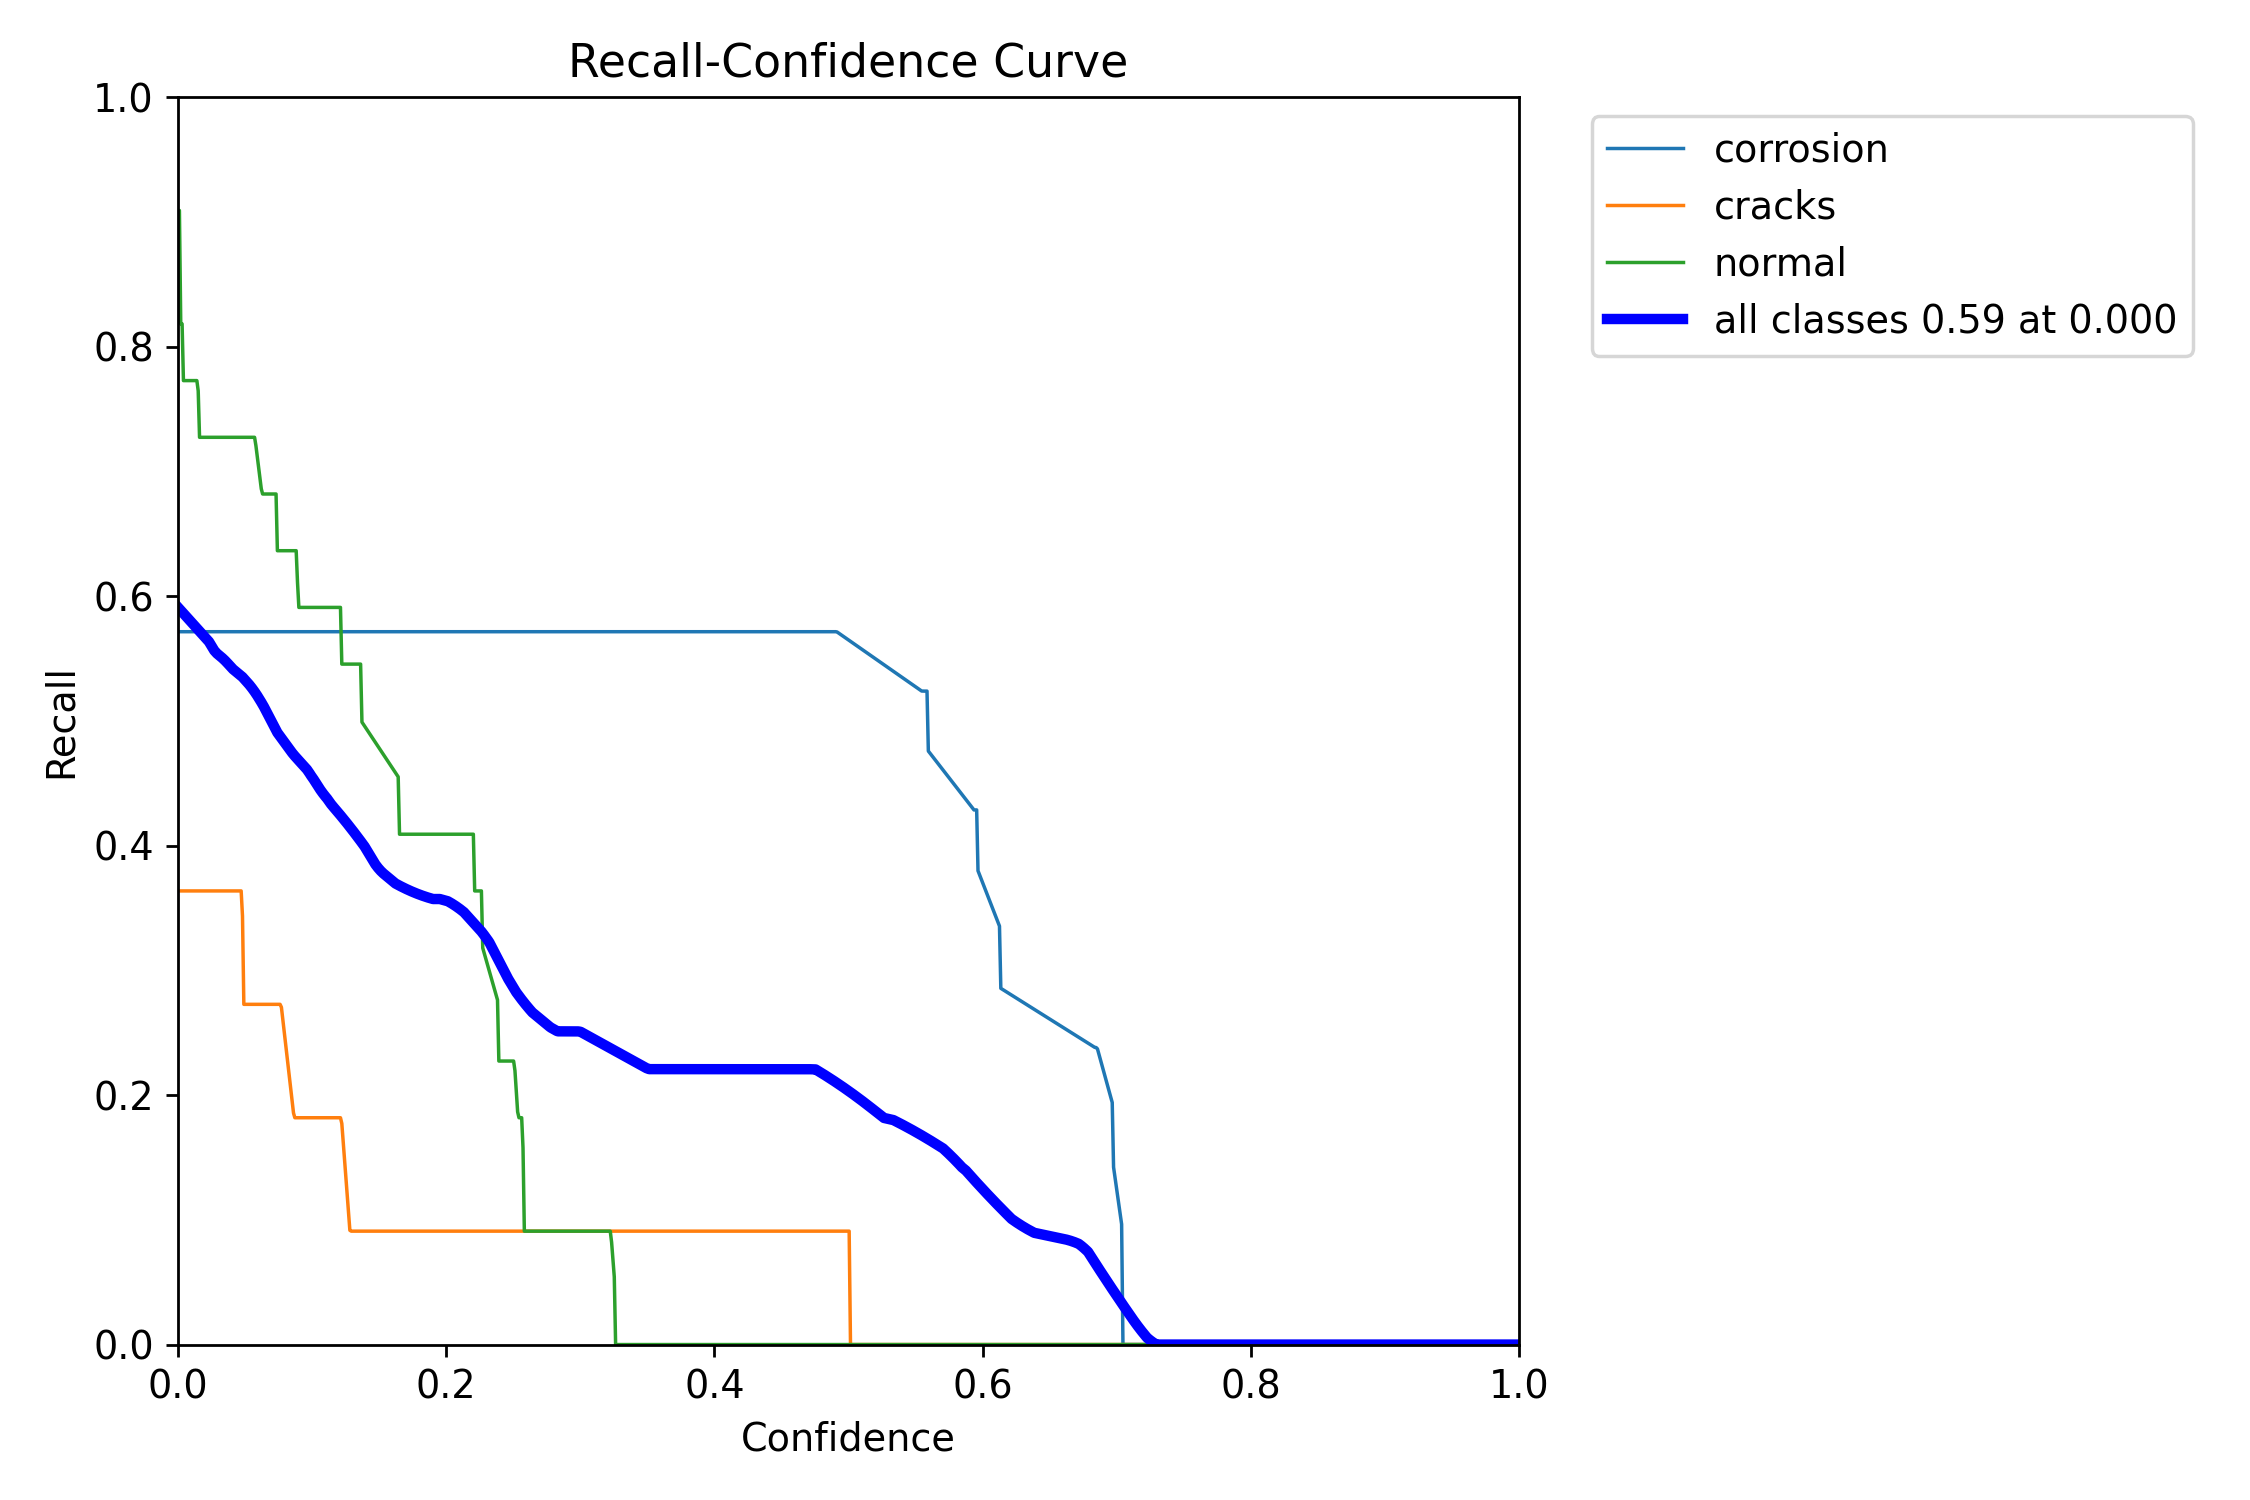 Recall-Confidence Curve
1.0
0.8
0.6
0.4
0.2
0.0
Recall
0.0 0.2 0.4 0.6 0.8 1.0
Confidence
corrosion
cracks
normal
all classes 0.59 at 0.000